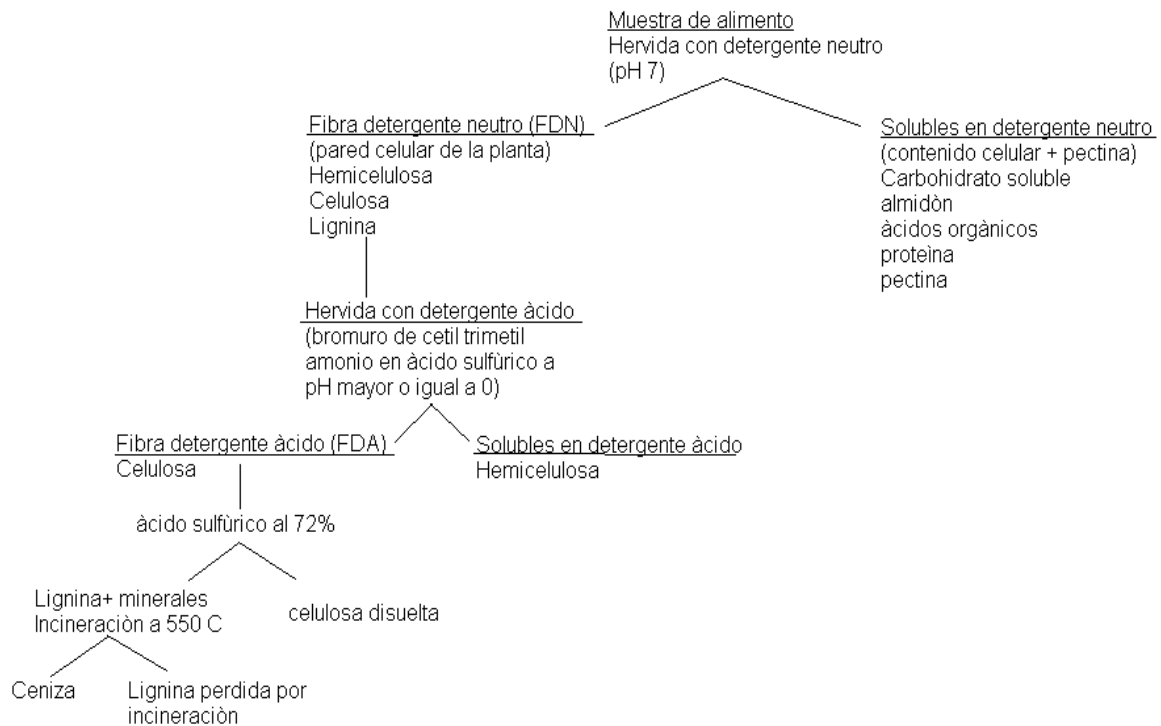 Muestra de alimento
Hervida con detergente neutro
(pH 7)
Fibra detergente neutro (FDN)
(pared celular de la planta)
Hemicelulosa
Celulosa
Lignina
Solubles en detergente neutro
(contenido celular + pectina)
Carbohidrato soluble
almidòn
àcidos orgànicos
proteìna
pectina
Hervida con detergente àcido
(bromuro de cetil trimetil
amonio en àcido sulfùrico a
pH mayor o igual a 0)
Fibra detergente àcido (FDA)
Celulosa
Solubles en detergente àcido
Hemicelulosa
àcido sulfùrico al 72%
Lignina+ minerales
Incineraciòn a 550 C
celulosa disuelta
Ceniza
Lignina perdida por
incineraciòn